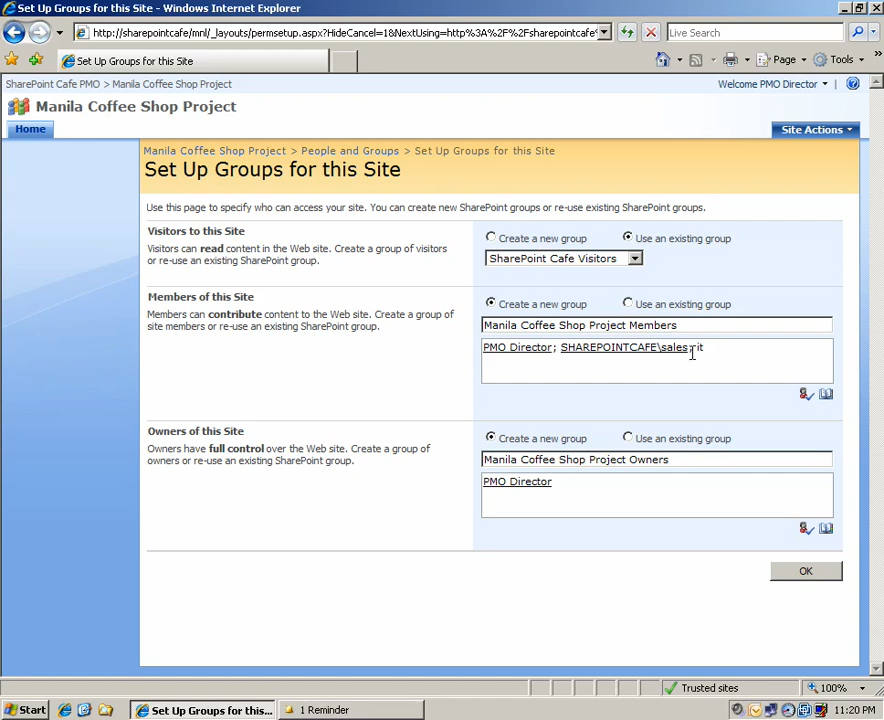 Set Up Groups for this Site - Windows Internet Explorer
http://sharepointcafe/mnl/_layouts/permsetup.aspx?HideCancel=1&NextUsing=http%3A%2F%2Fsharepointcafe%
Live Search
Set Up Groups for this Site
Page
Tools
SharePoint Cafe PMO > Manila Coffee Shop Project
Welcome PMO Director
Manila Coffee Shop Project
Home
Site Actions
Manila Coffee Shop Project > People and Groups > Set Up Groups for this Site
Set Up Groups for this Site
Use this page to specify who can access your site. You can create new SharePoint groups or re-use existing SharePoint groups.
Visitors to this Site
Visitors can read content in the Web site. Create a group of visitors
or re-use an existing SharePoint group.
Create a new group
Use an existing group
SharePoint Cafe Visitors
Members of this Site
Members can contribute content to the Web site. Create a group of
site members or re-use an existing SharePoint group.
Create a new group
Use an existing group
Manila Coffee Shop Project Members
PMO Director; SHAREPOINTCAFE\sales;rit
Owners of this Site
Owners have full control over the Web site. Create a group of
owners or re-use an existing SharePoint group.
Create a new group
Use an existing group
Manila Coffee Shop Project Owners
PMO Director
OK
Trusted sites
100%
Start
Set Up Groups for this...
1 Reminder
11:20 PM